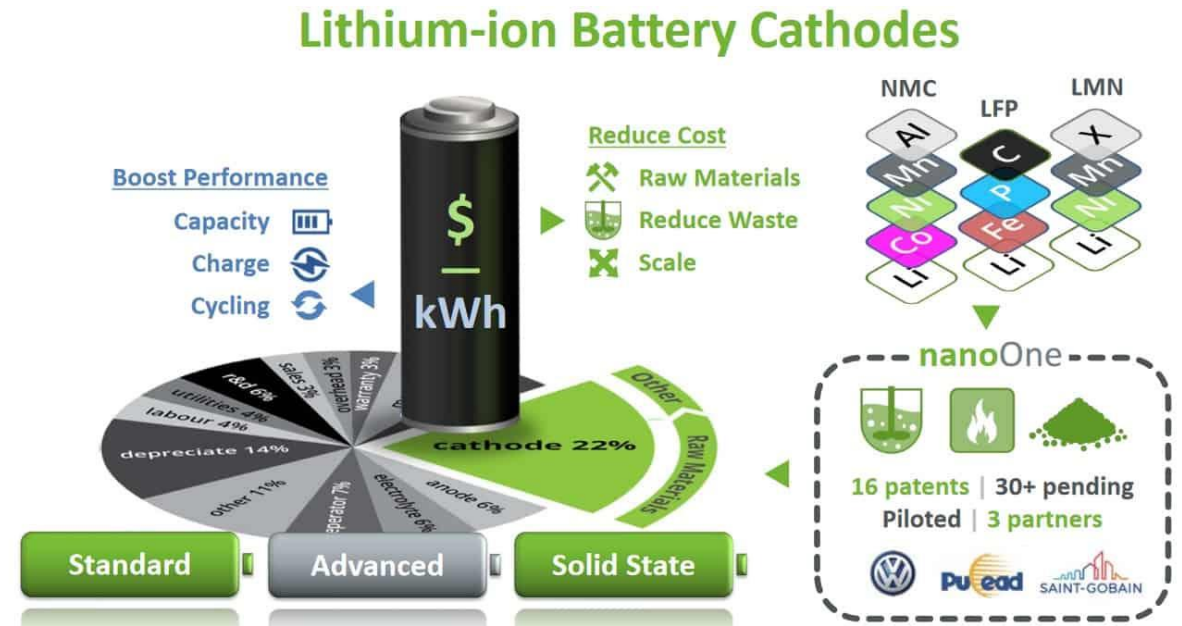 Lithium-ion Battery Cathodes
Boost Performance
Capacity
Charge
Cycling
$
kWh
Reduce Cost
Raw Materials
Reduce Waste
Scale
NMC
LFP
LMN
Al
Mn
Ni
Co
Li
C
P
Fe
Li
X
Mn
Ni
Li
nanoOne
16 patents | 30+ pending
Piloted | 3 partners
VW
Pulead
SAINT-GOBAIN
r&d 6%
sales 3%
overhead 3%
warranty 3%
utilities 4%
labour 4%
depreciate 14%
other 11%
eperator 7%
electrolyte 6%
anode 6%
cathode 22%
Other
Raw Materials
Standard
Advanced
Solid State